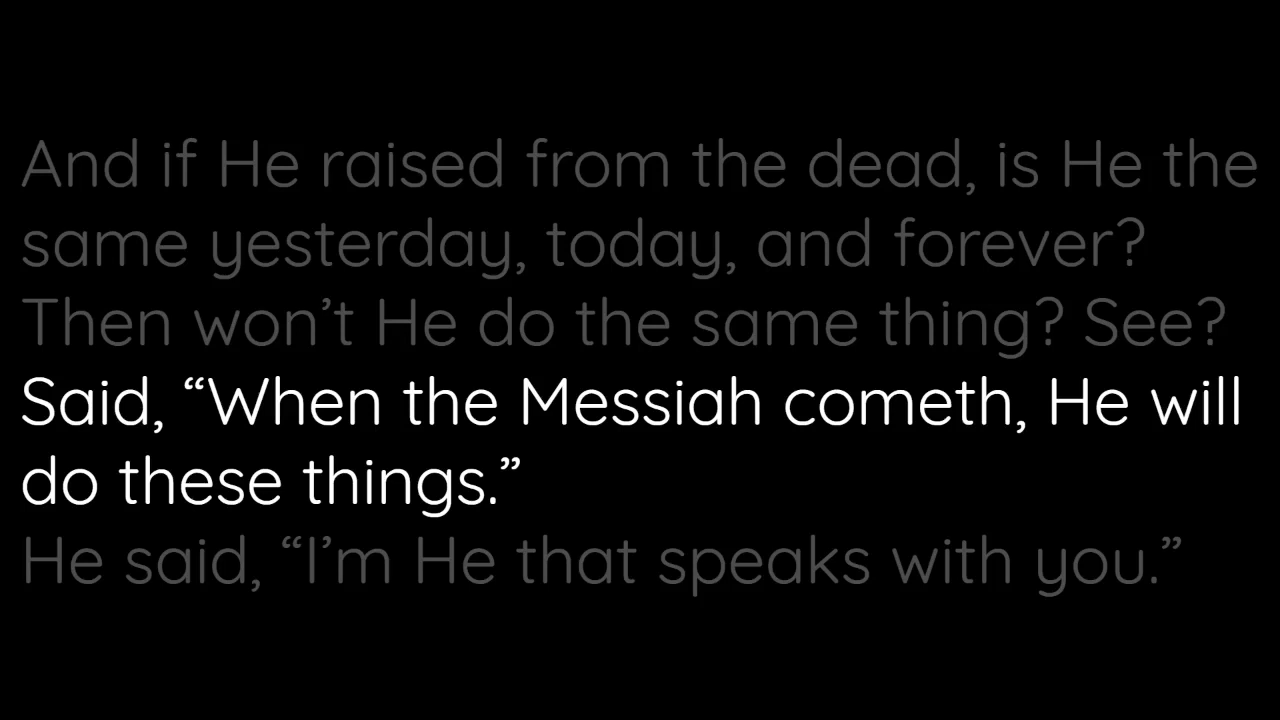 And if He raised from the dead, is He the
same yesterday, today, and forever?
Then won’t He do the same thing? See?
Said, “When the Messiah cometh, He will
do these things.”
He said, “I’m He that speaks with you.”